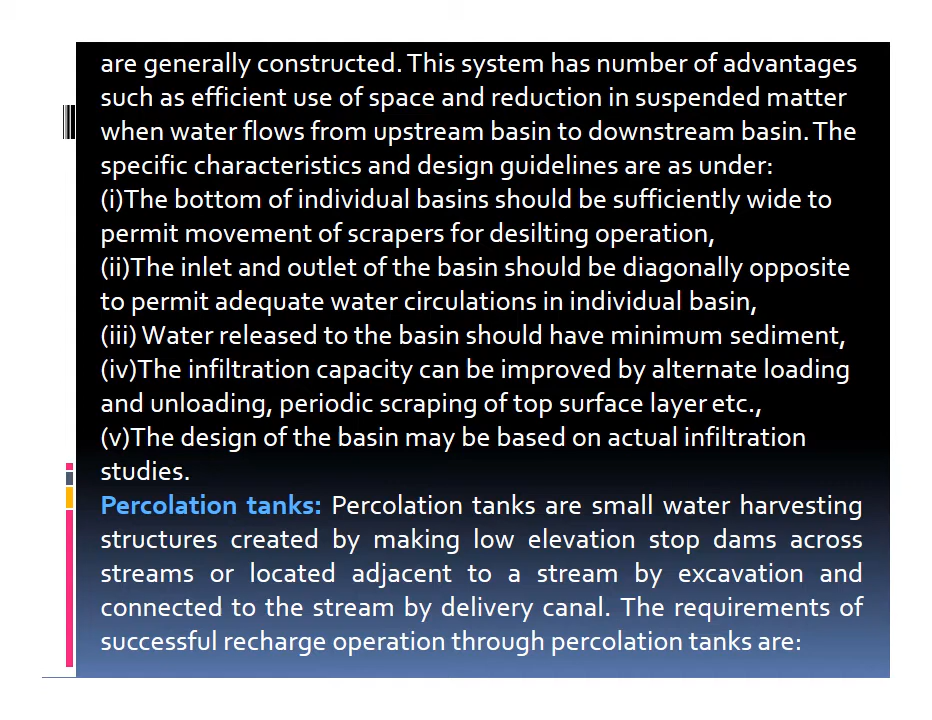 are generally constructed. This system has number of advantages
such as efficient use of space and reduction in suspended matter
when water flows from upstream basin to downstream basin. The
specific characteristics and design guidelines are as under:
(i)The bottom of individual basins should be sufficiently wide to
permit movement of scrapers for desilting operation,
(ii)The inlet and outlet of the basin should be diagonally opposite
to permit adequate water circulations in individual basin,
(iii) Water released to the basin should have minimum sediment,
(iv)The infiltration capacity can be improved by alternate loading
and unloading, periodic scraping of top surface layer etc.,
(v)The design of the basin may be based on actual infiltration
studies.
Percolation tanks: Percolation tanks are small water harvesting
structures created by making low elevation stop dams across
streams or located adjacent to a stream by excavation and
connected to the stream by delivery canal. The requirements of
successful recharge operation through percolation tanks are: